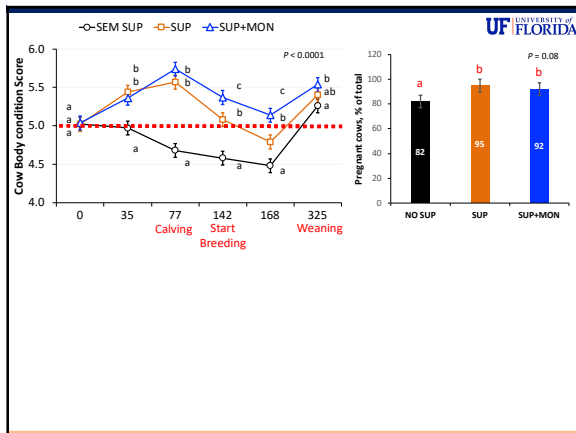 SEM SUP SUP SUP+MON
UF UNIVERSITY of FLORIDA
Cow Body condition Score
6.0
5.5
5.0
4.5
4.0
P < 0.0001
a
a
a
b
b
a
b
b
a
c
b
a
c
b
a
b
ab
a
0 35 77 142 168 325
Calving Start Breeding Weaning
Pregnant cows, % of total
120
100
80
60
40
20
0
P = 0.08
a b b
82 95 92
NO SUP SUP SUP+MON